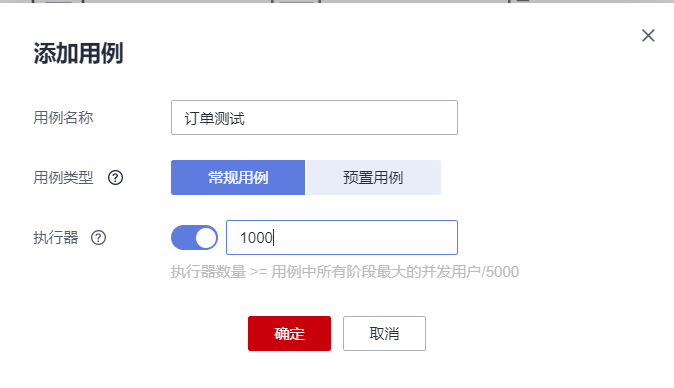 添加用例
用例名称 订单测试
用例类型 常规用例 预置用例
执行器 1000
执行器数量 >= 用例中所有阶段最大的并发用户/5000
确定 取消